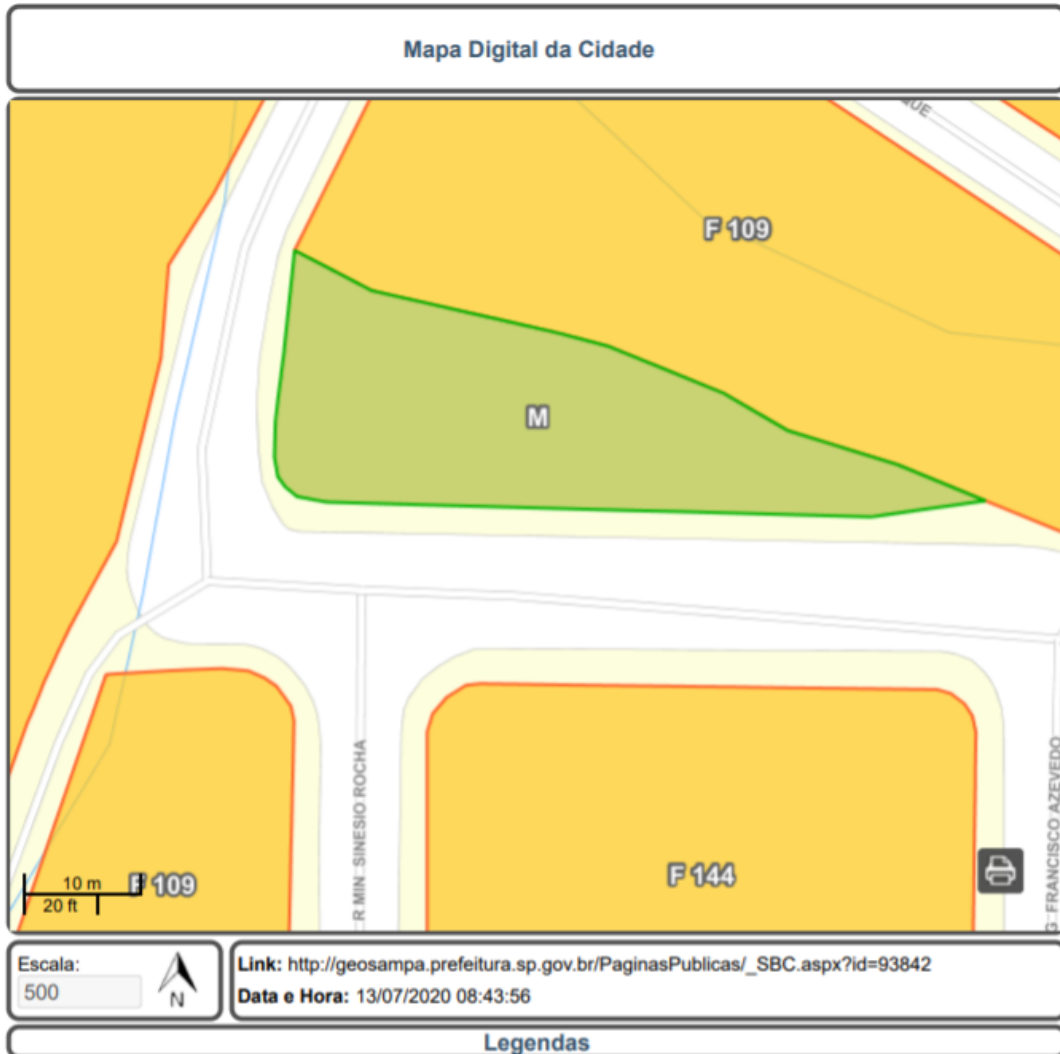 Mapa Digital da Cidade
QUE
F 109
M
R MIN SINESIO ROCHA
G FRANCISCO AZEVEDO
F 144
F 109
10 m
20 ft
Escala:
500
N
Link: http://geosampa.prefeitura.sp.gov.br/PaginasPublicas/_SBC.aspx?id=93842
Data e Hora: 13/07/2020 08:43:56
Legendas